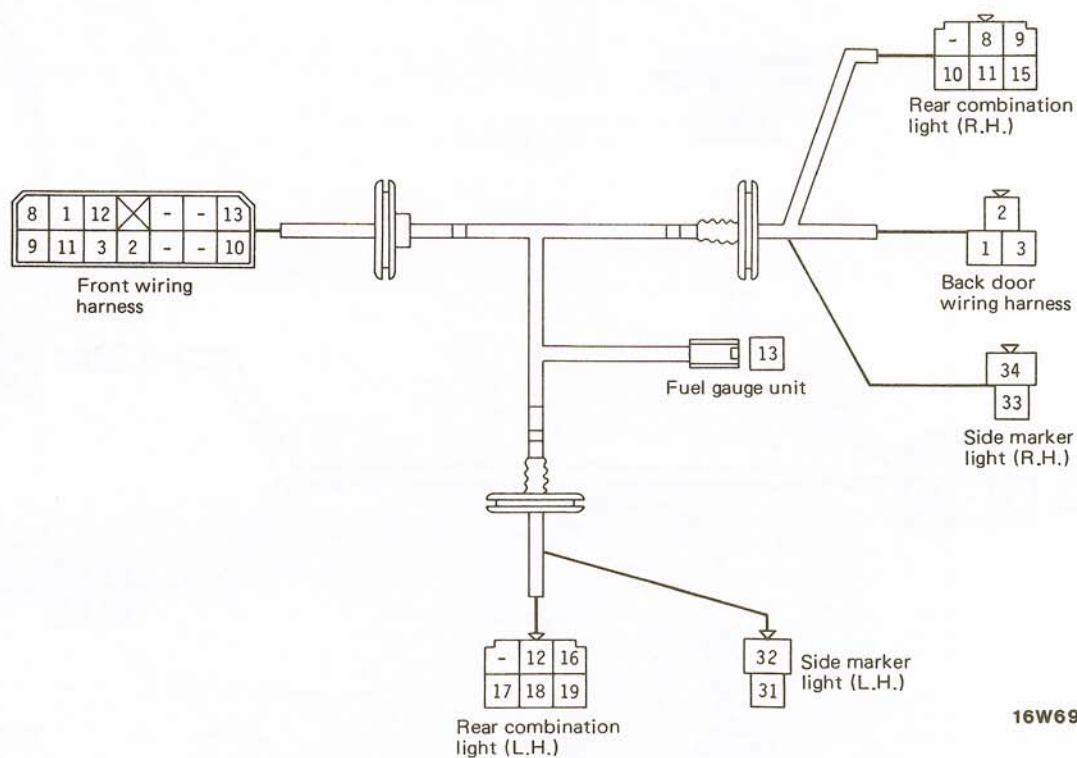 - 8 9
10 11 15
Rear combination
light (R.H.)
8 1 12 - - 13
9 11 3 2 - - 10
Front wiring
harness
2
1 3
Back door
wiring harness
13
Fuel gauge unit
34
33
Side marker
light (R.H.)
- 12 16
17 18 19
Rear combination
light (L.H.)
32
31
Side marker
light (L.H.)
16W69